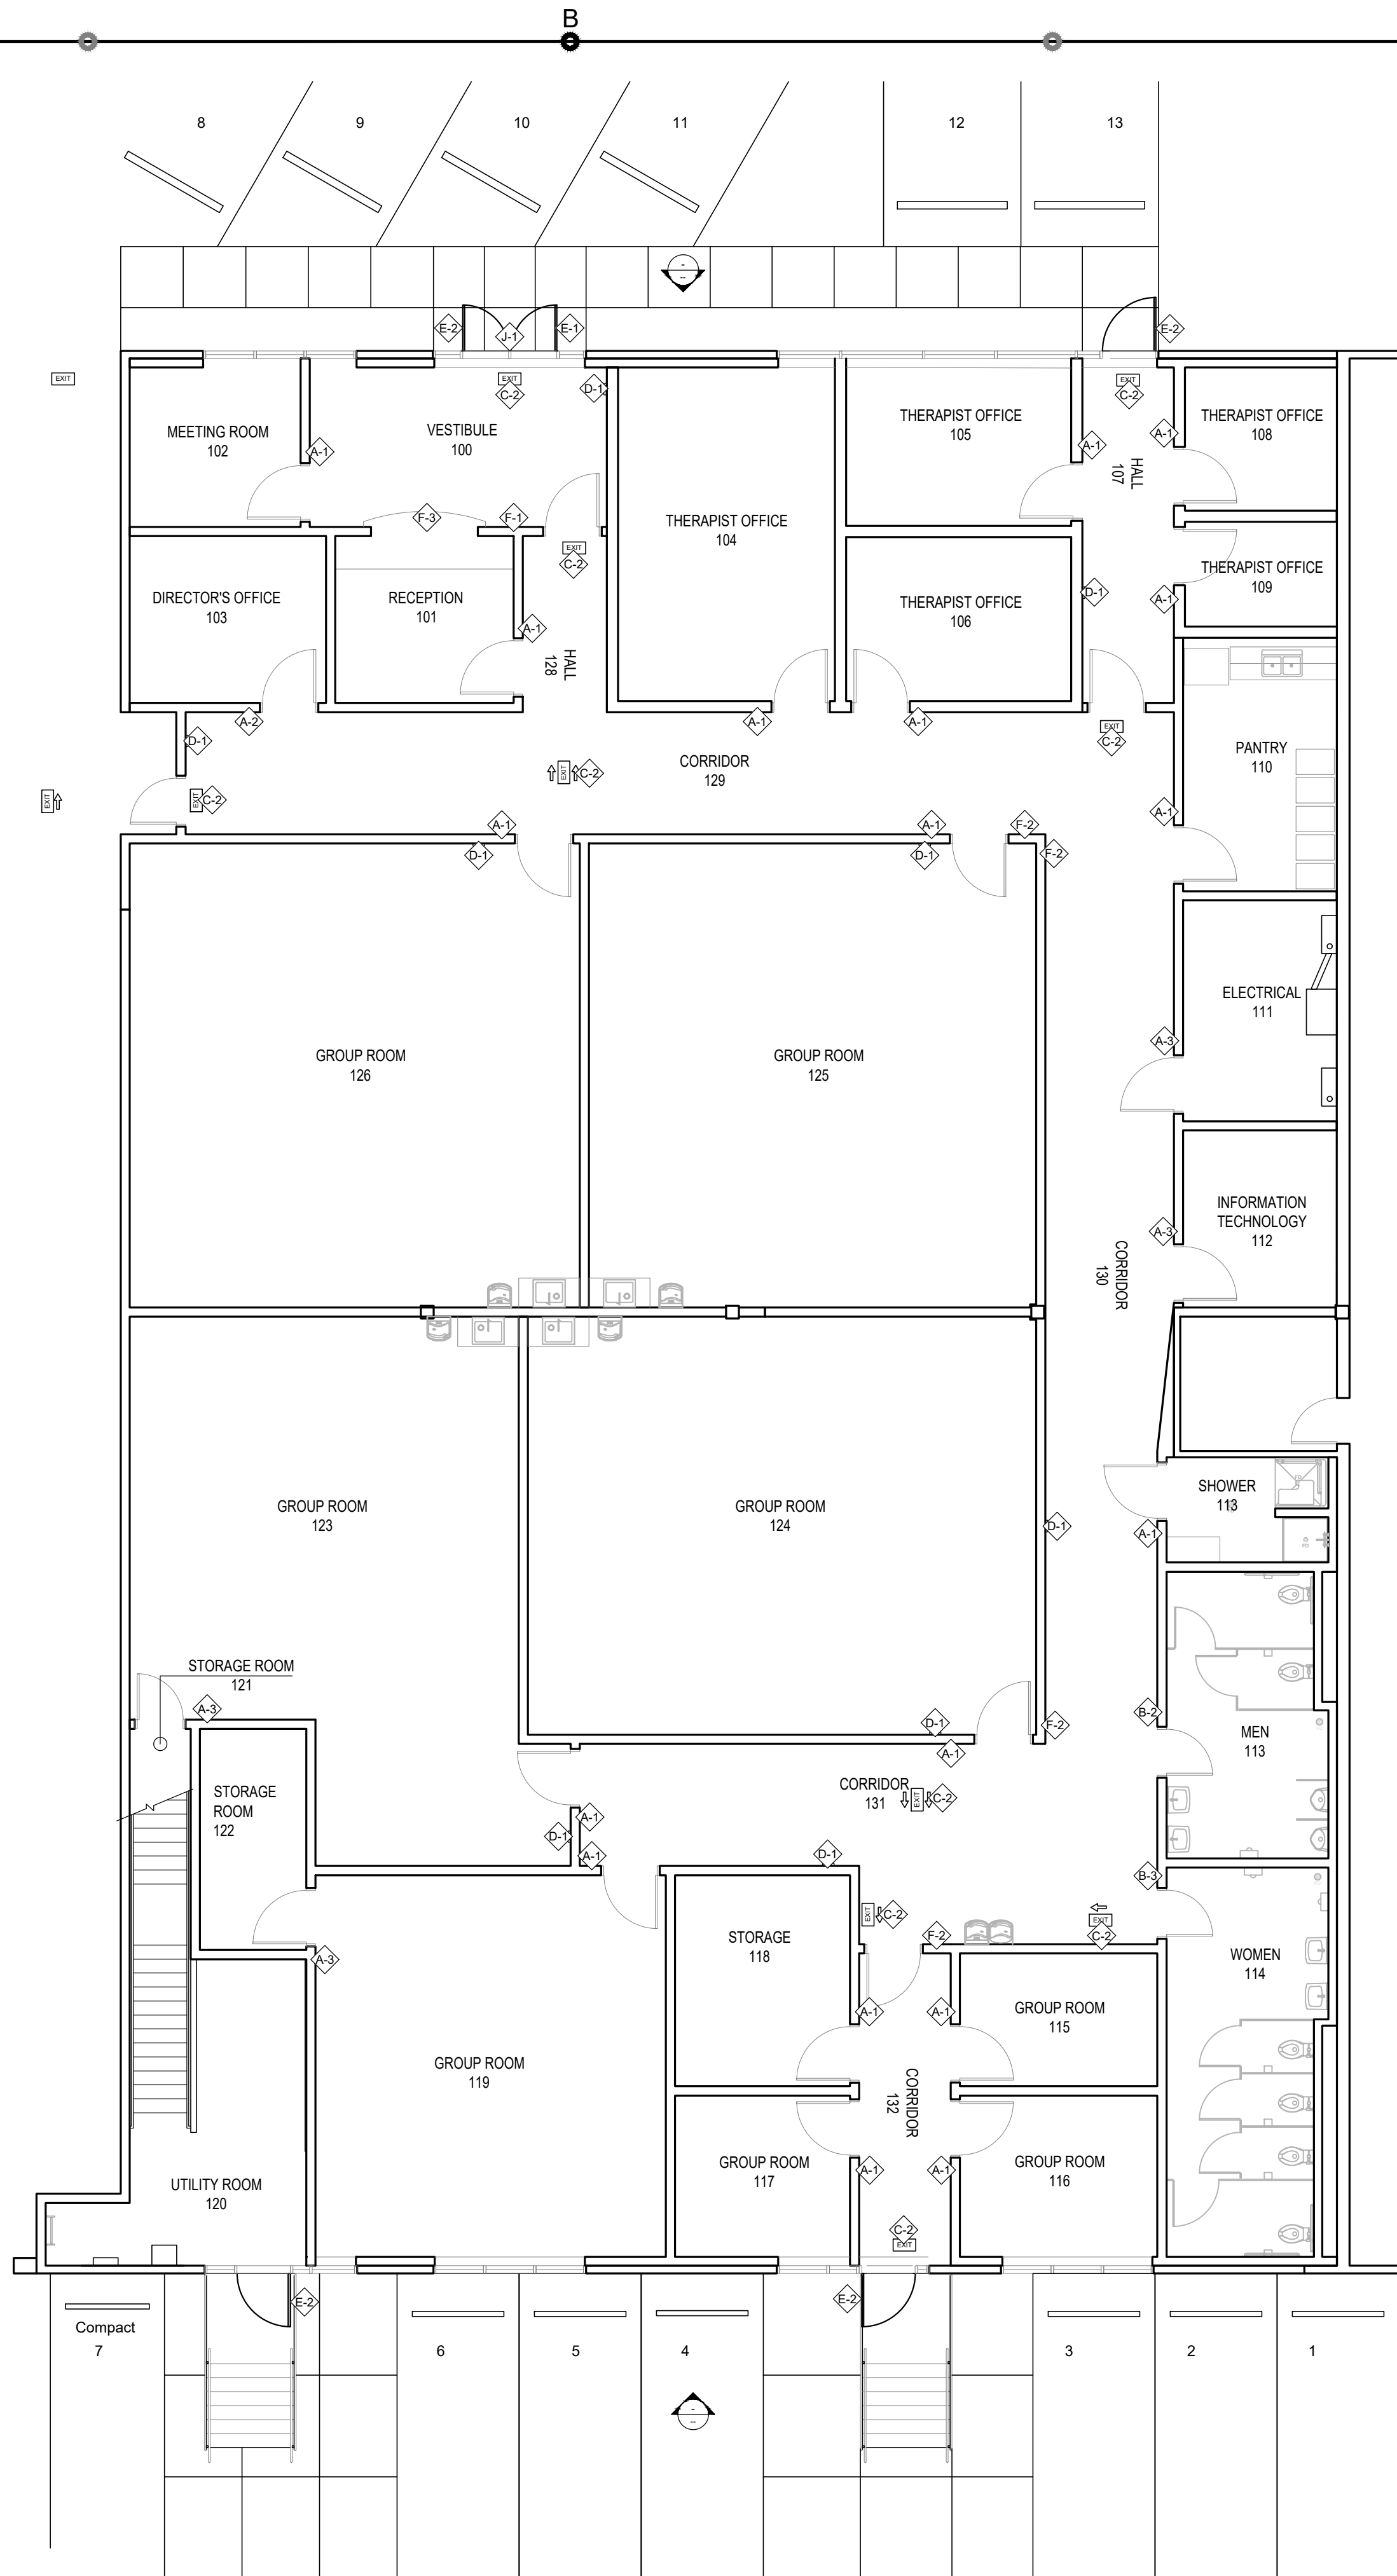 B
8
9
10
11
12
13
-
--
E-2
J-1
E-1
E-2
EXIT
EXIT
C-2
D-1
EXIT
C-2
MEETING ROOM
102
A-1
VESTIBULE
100
THERAPIST OFFICE
105
A-1
HALL
107
A-1
THERAPIST OFFICE
108
F-3
F-1
THERAPIST OFFICE
104
EXIT
C-2
DIRECTOR'S OFFICE
103
RECEPTION
101
A-1
HALL
128
THERAPIST OFFICE
106
D-1
A-1
THERAPIST OFFICE
109
A-2
D-1
A-1
A-1
EXIT
C-2
PANTRY
110
CORRIDOR
129
EXIT
C-2
EXIT
EXIT
C-2
A-1
A-1
D-1
A-1
D-1
F-2
F-2
ELECTRICAL
111
A-3
GROUP ROOM
126
GROUP ROOM
125
INFORMATION
TECHNOLOGY
112
A-3
CORRIDOR
130
GROUP ROOM
123
GROUP ROOM
124
D-1
A-1
SHOWER
113
FD
FD
STORAGE ROOM
121
A-3
D-1
A-1
F-2
B-2
MEN
113
STORAGE
ROOM
122
CORRIDOR
131
EXIT
C-2
A-1
D-1
A-1
D-1
B-3
EXIT
C-2
F-2
EXIT
C-2
STORAGE
118
A-3
WOMEN
114
A-1
A-1
GROUP ROOM
115
GROUP ROOM
119
CORRIDOR
132
GROUP ROOM
117
A-1
A-1
GROUP ROOM
116
UTILITY ROOM
120
C-2
EXIT
E-2
E-2
Compact
7
6
5
4
3
2
1
-
--